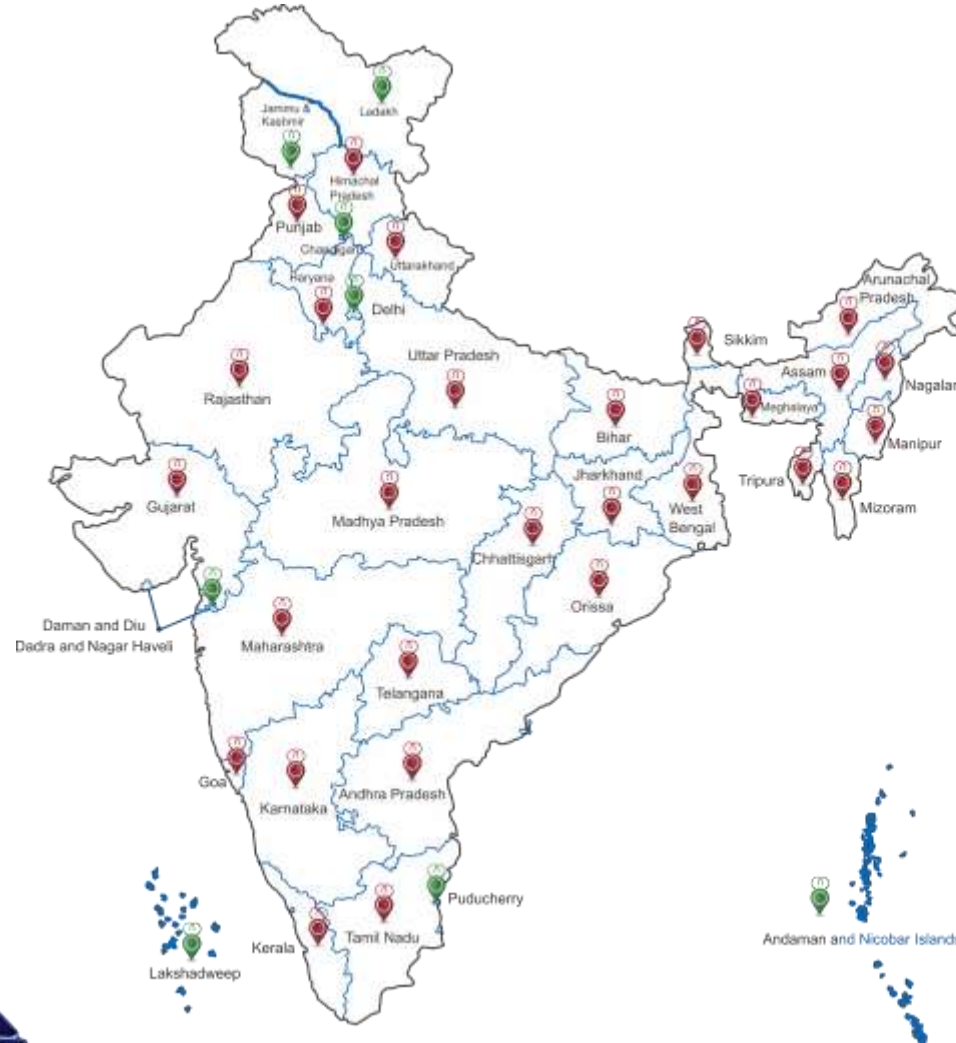 Ladakh
Jammu &
Kashmir
Himachal
Pradesh
Punjab
Chandigarh
Uttarakhand
Haryana
Delhi
Arunachal
Pradesh
Sikkim
Uttar Pradesh
Assam
Nagalan
Rajasthan
Meghalaya
Bihar
Manipur
Jharkhand
Tripura
Gujarat
West
Bengal
Mizoram
Madhya Pradesh
Chhattisgarh
Orissa
Daman and Diu
Dadra and Nagar Haveli
Maharashtra
Telangana
Goa
Karnataka
Andhra Pradesh
Puducherry
Kerala
Tamil Nadu
Andaman and Nicobar Islands
Lakshadweep